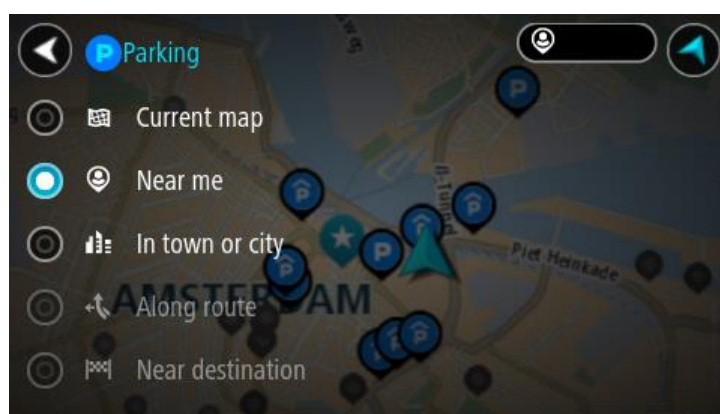 P Parking
Current map
Near me
In town or city
Along route
Near destination
IJ-Tunnel
Piet Heinkade
AMSTERDAM
P
P
P
P
P
P
P
P
P